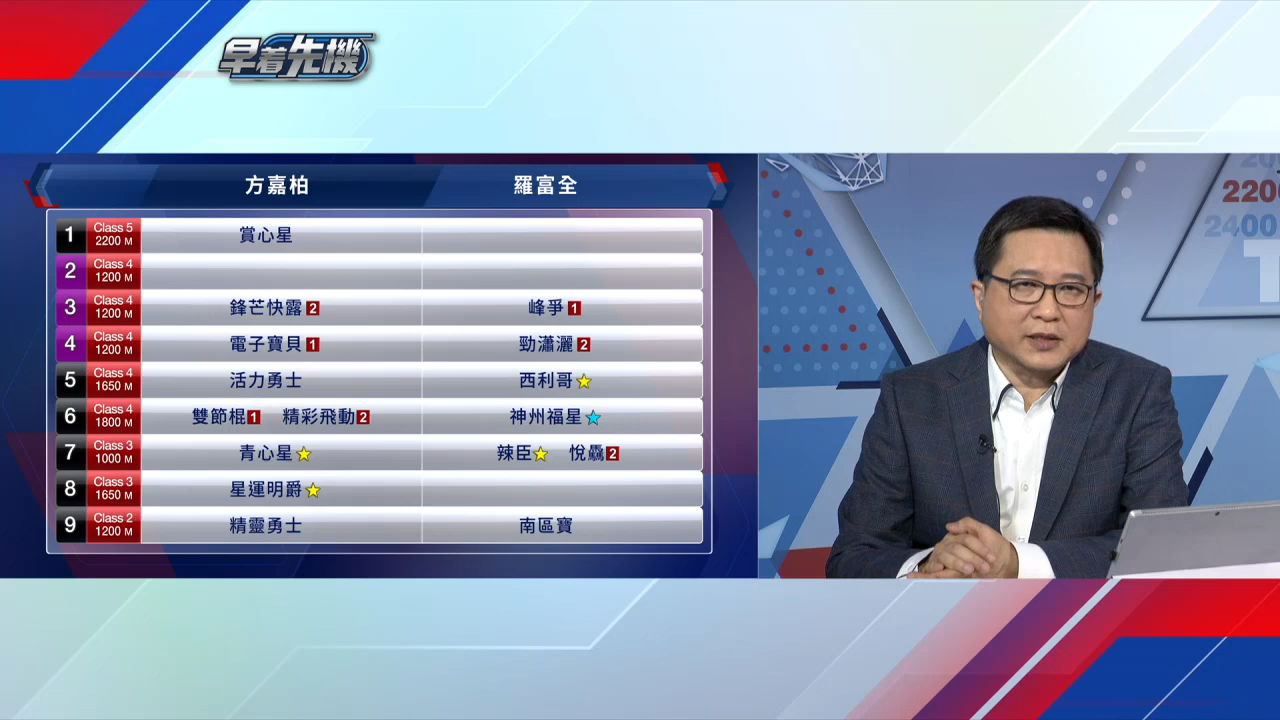 早着先機
方嘉柏 羅富全
1 Class 5 2200 M 賞心星
2 Class 4 1200 M
3 Class 4 1200 M 鋒芒快露 2 峰爭 1
4 Class 4 1200 M 電子寶貝 1 勁瀟灑 2
5 Class 4 1650 M 活力勇士 西利哥
6 Class 4 1800 M 雙節棍 1 精彩飛動 2 神州福星
7 Class 3 1000 M 青心星 辣臣 悅驫 2
8 Class 3 1650 M 星運明爵
9 Class 2 1200 M 精靈勇士 南區寶
220
2400
T